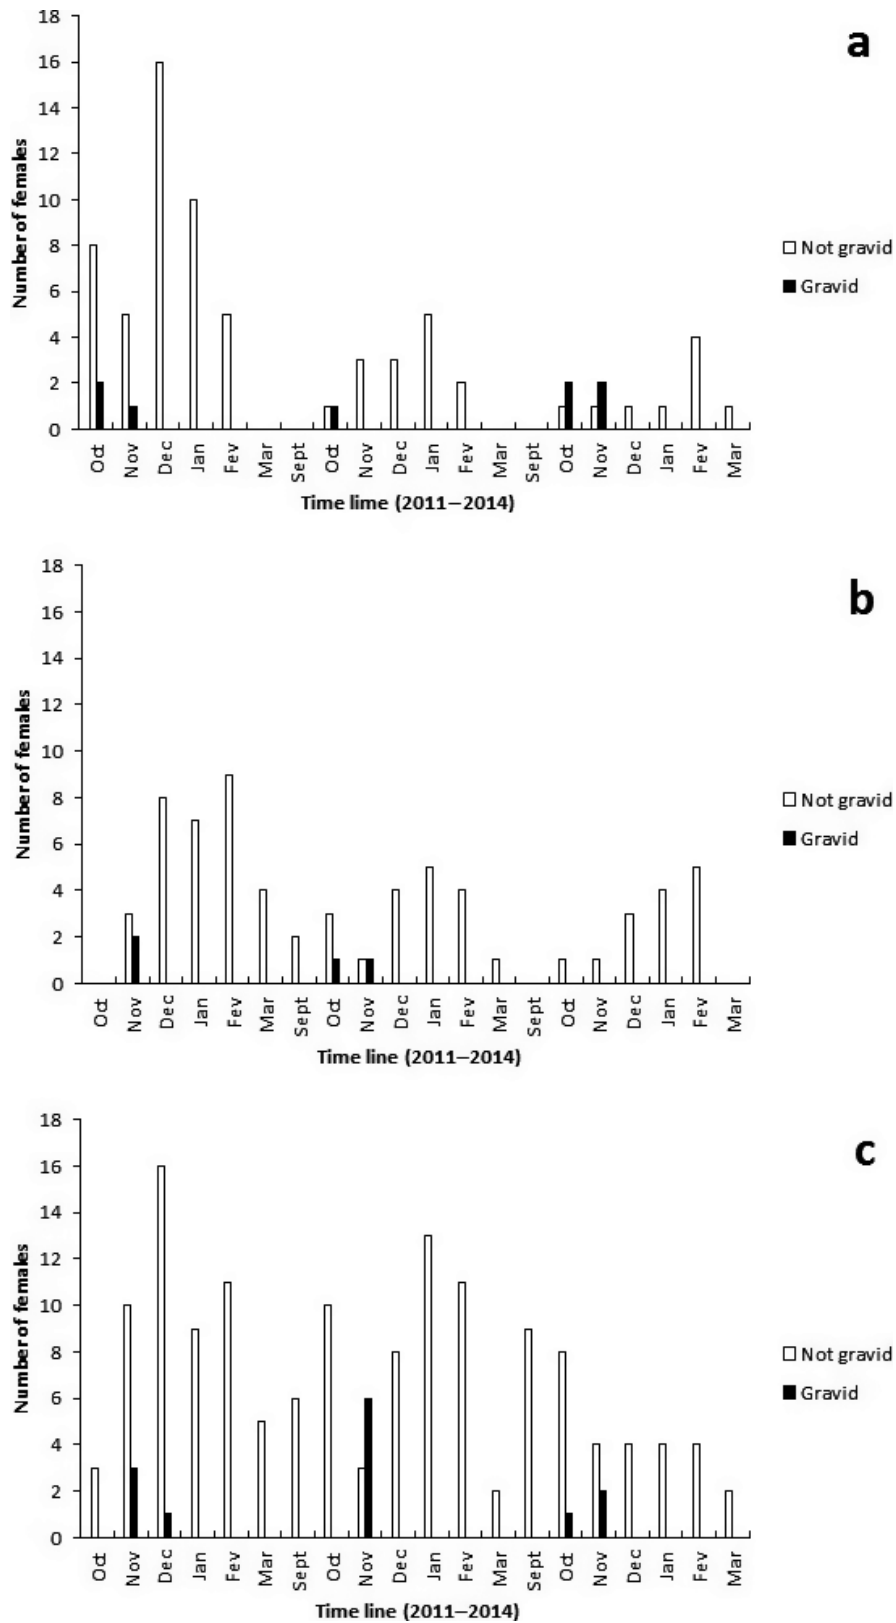 a
18
16
14
12
10
8
6
4
2
0
Number of females
Not gravid
Gravid
Oct Nov Dec Jan Fev Mar Sept Oct Nov Dec Jan Fev Mar Sept Oct Nov Dec Jan Fev Mar
Time lime (2011–2014)
b
18
16
14
12
10
8
6
4
2
0
Number of females
Not gravid
Gravid
Oct Nov Dec Jan Fev Mar Sept Oct Nov Dec Jan Fev Mar Sept Oct Nov Dec Jan Fev Mar
Time line (2011–2014)
c
18
16
14
12
10
8
6
4
2
0
Number of females
Not gravid
Gravid
Oct Nov Dec Jan Fev Mar Sept Oct Nov Dec Jan Fev Mar Sept Oct Nov Dec Jan Fev Mar
Time line (2011–2014)